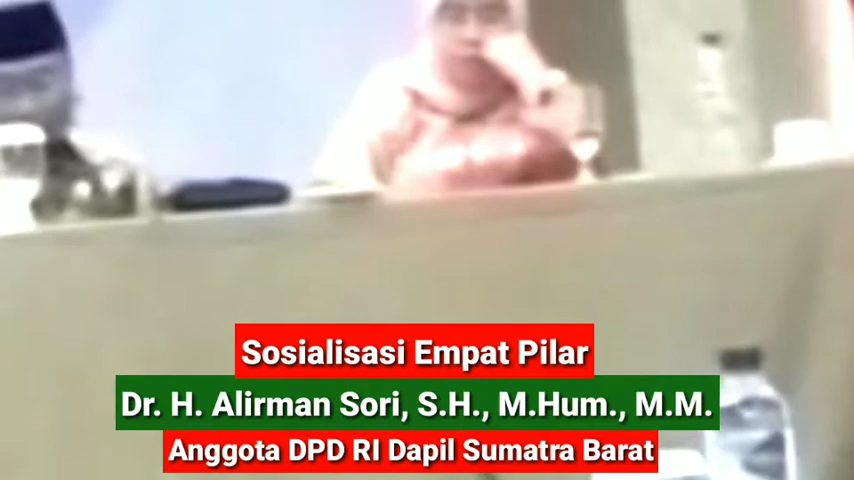 Sosialisasi Empat Pilar
Dr. H. Alirman Sori, S.H., M.Hum., M.M.
Anggota DPD RI Dapil Sumatra Barat